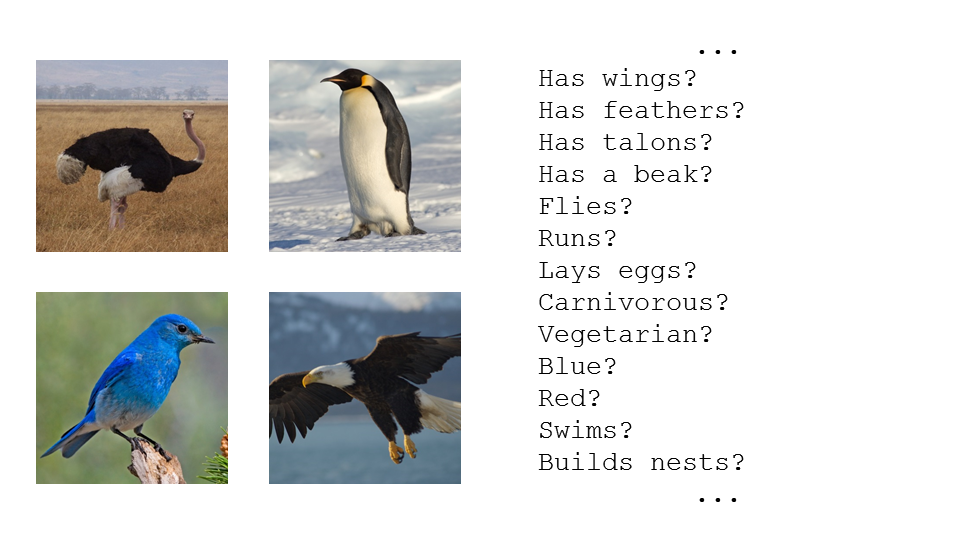 ...
Has wings?
Has feathers?
Has talons?
Has a beak?
Flies?
Runs?
Lays eggs?
Carnivorous?
Vegetarian?
Blue?
Red?
Swims?
Builds nests?
...